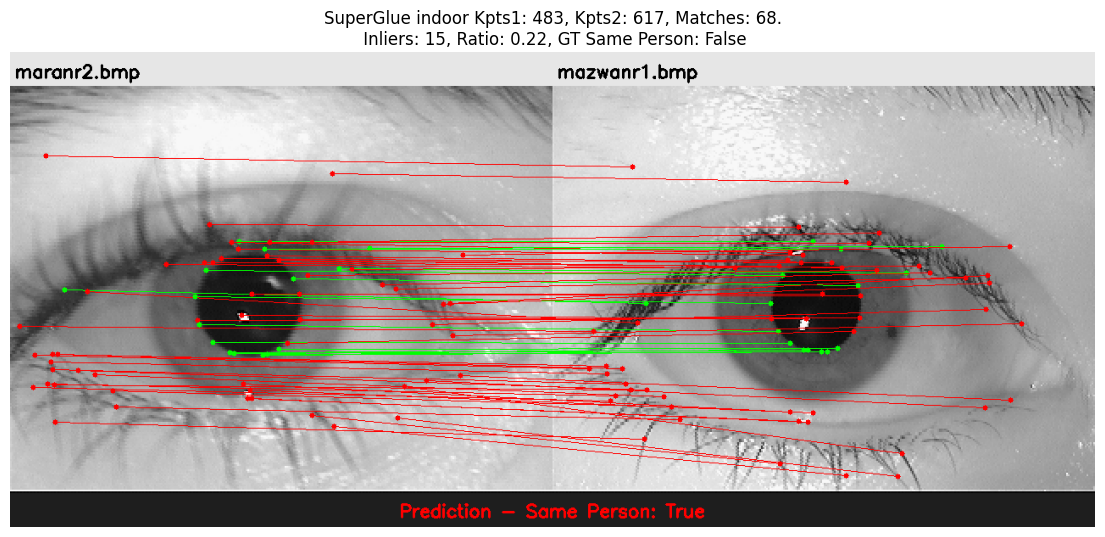 SuperGlue indoor Kpts1: 483, Kpts2: 617, Matches: 68.
Inliers: 15, Ratio: 0.22, GT Same Person: False
maranr2.bmp
mazwanr1.bmp
Prediction - Same Person: True